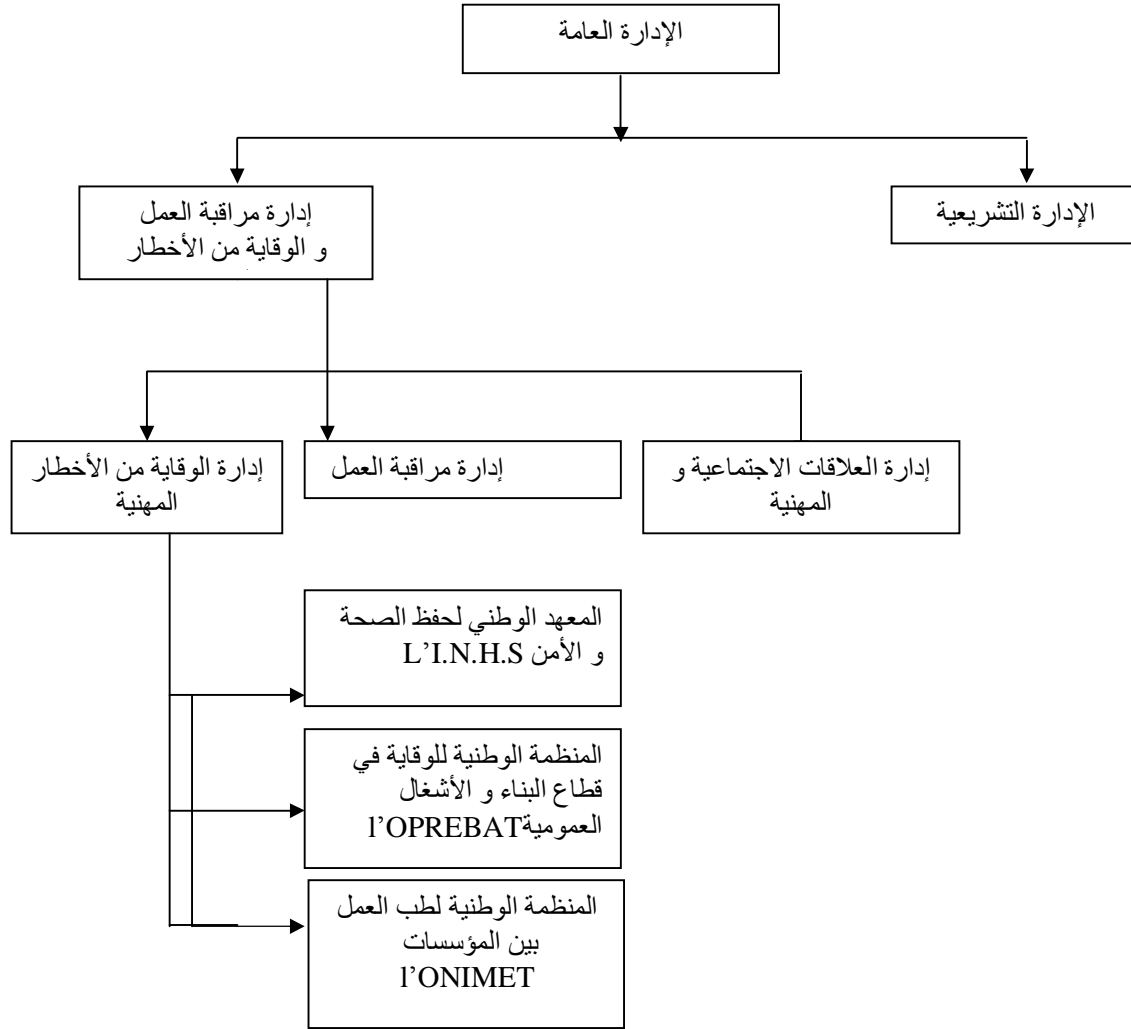 الإدارة العامة
الإدارة التشريعية
إدارة مراقبة العمل
و الوقاية من الأخطار
إدارة العلاقات الاجتماعية و
المهنية
إدارة مراقبة العمل
إدارة الوقاية من الأخطار
المهنية
المعهد الوطني لحفظ الصحة
و الأمن L'I.N.H.S
المنظمة الوطنية للوقاية في
قطاع البناء و الأشغال
العمومية l'OPREBAT
المنظمة الوطنية لطب العمل
بين المؤسسات
l'ONIMET